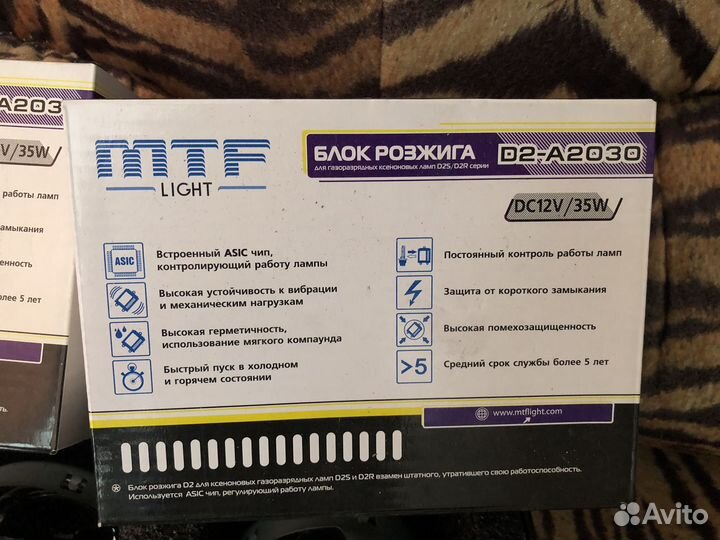 -A203
V/35W
работы ламп
замыкания
енность
олее 5 лет
ть.
MTF
LIGHT
БЛОК РОЗЖИГА
для газоразрядных ксеноновых ламп D2S/D2R серии
D2-A2030
DC12V/35W
ASIC
Встроенный ASIC чип,
контролирующий работу лампы
Высокая устойчивость к вибрации
и механическим нагрузкам
Высокая герметичность,
использование мягкого компаунда
Быстрый пуск в холодном
и горячем состоянии
Постоянный контроль работы ламп
Защита от короткого замыкания
Высокая помехозащищенность
>5
Средний срок службы более 5 лет
www.mtflight.com
Блок розжига D2 для ксеноновых газоразрядных ламп D2S и D2R взамен штатного, утратившего свою работоспособность.
Используется ASIC чип, регулирующий работу лампы.
Avito